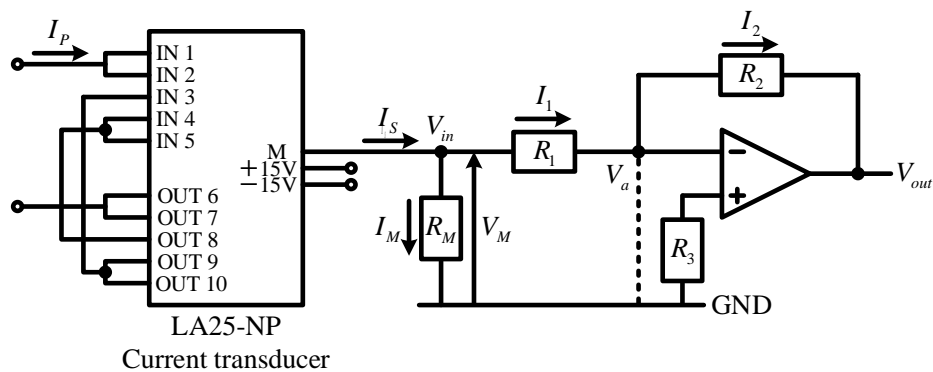 I_P
IN 1
IN 2
IN 3
IN 4
IN 5
OUT 6
OUT 7
OUT 8
OUT 9
OUT 10
M
+15V
−15V
LA25-NP
Current transducer
I_S
V_in
I_M
R_M
V_M
I_1
R_1
V_a
I_2
R_2
−
+
R_3
V_out
GND